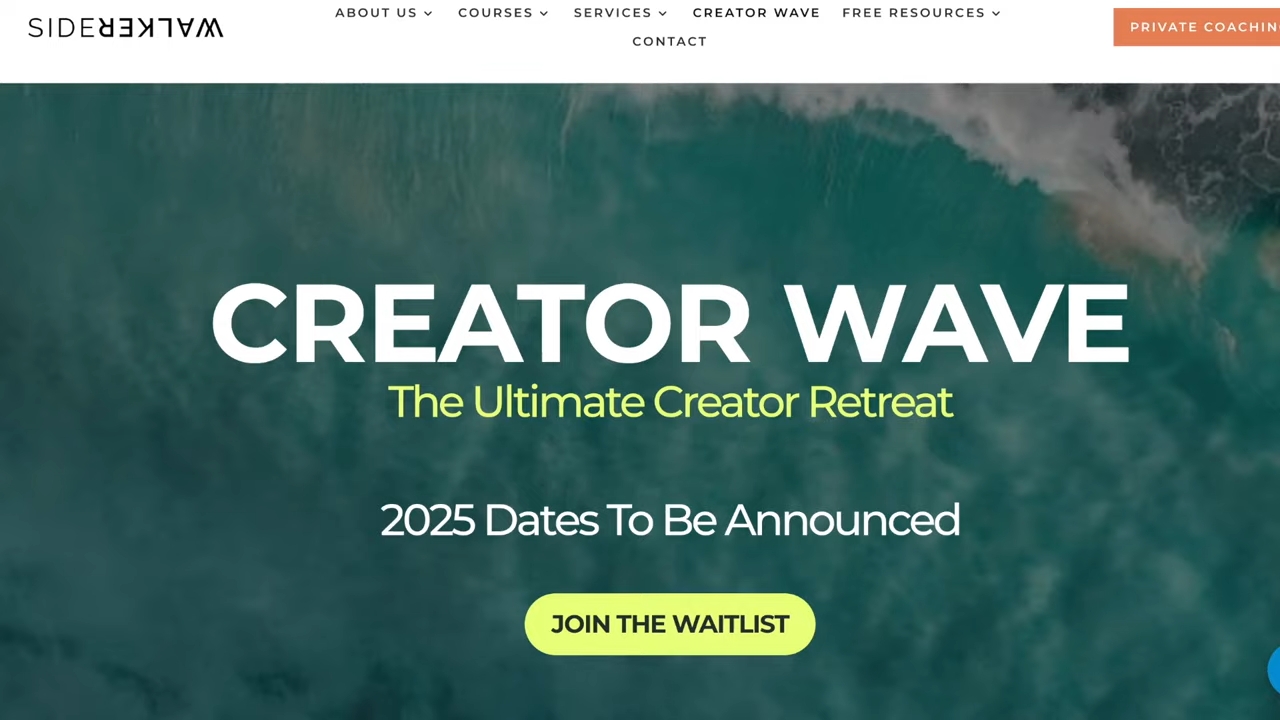 SIDEWALKER
ABOUT US
COURSES
SERVICES
CREATOR WAVE
FREE RESOURCES
CONTACT
PRIVATE COACHING
CREATOR WAVE
The Ultimate Creator Retreat
2025 Dates To Be Announced
JOIN THE WAITLIST